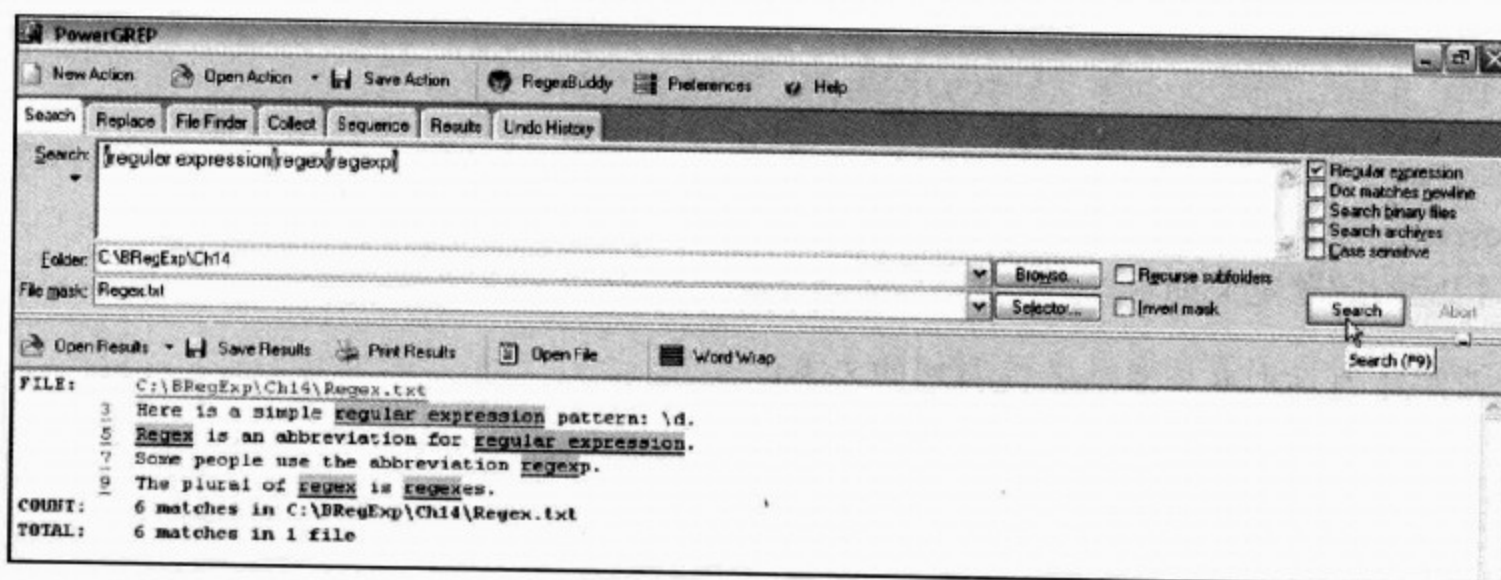 PowerGREP
New Action Open Action Save Action RegexBuddy Preferences Help
Search Replace File Finder Collect Sequence Results Undo History
Search: (regular expression|regex|regexp)
Regular expression
Dot matches newline
Search binary files
Search archives
Case sensitive
Folder: C:\BRegExp\Ch14 Browse... Recurse subfolders
File mask: Regex.txt Selector... Invert mask Search Abort
Open Results Save Results Print Results Open File Word Wrap Search (F9)
FILE: C:\BRegExp\Ch14\Regex.txt
3 Here is a simple regular expression pattern: \d.
5 Regex is an abbreviation for regular expression.
7 Some people use the abbreviation regexp.
9 The plural of regex is regexes.
COUNT: 6 matches in C:\BRegExp\Ch14\Regex.txt
TOTAL: 6 matches in 1 file